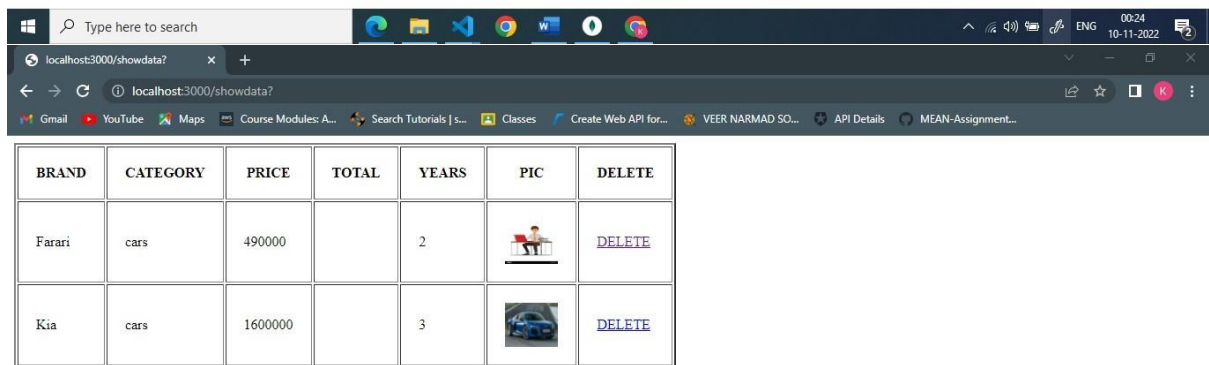 Type here to search
ENG
00:24
10-11-2022
2
localhost:3000/showdata?
localhost:3000/showdata?
K
Gmail YouTube Maps Course Modules: A... Search Tutorials | s... Classes Create Web API for... VEER NARMAD SO... API Details MEAN-Assignment...
BRAND CATEGORY PRICE TOTAL YEARS PIC DELETE
Farari cars 490000 2 DELETE
Kia cars 1600000 3 DELETE